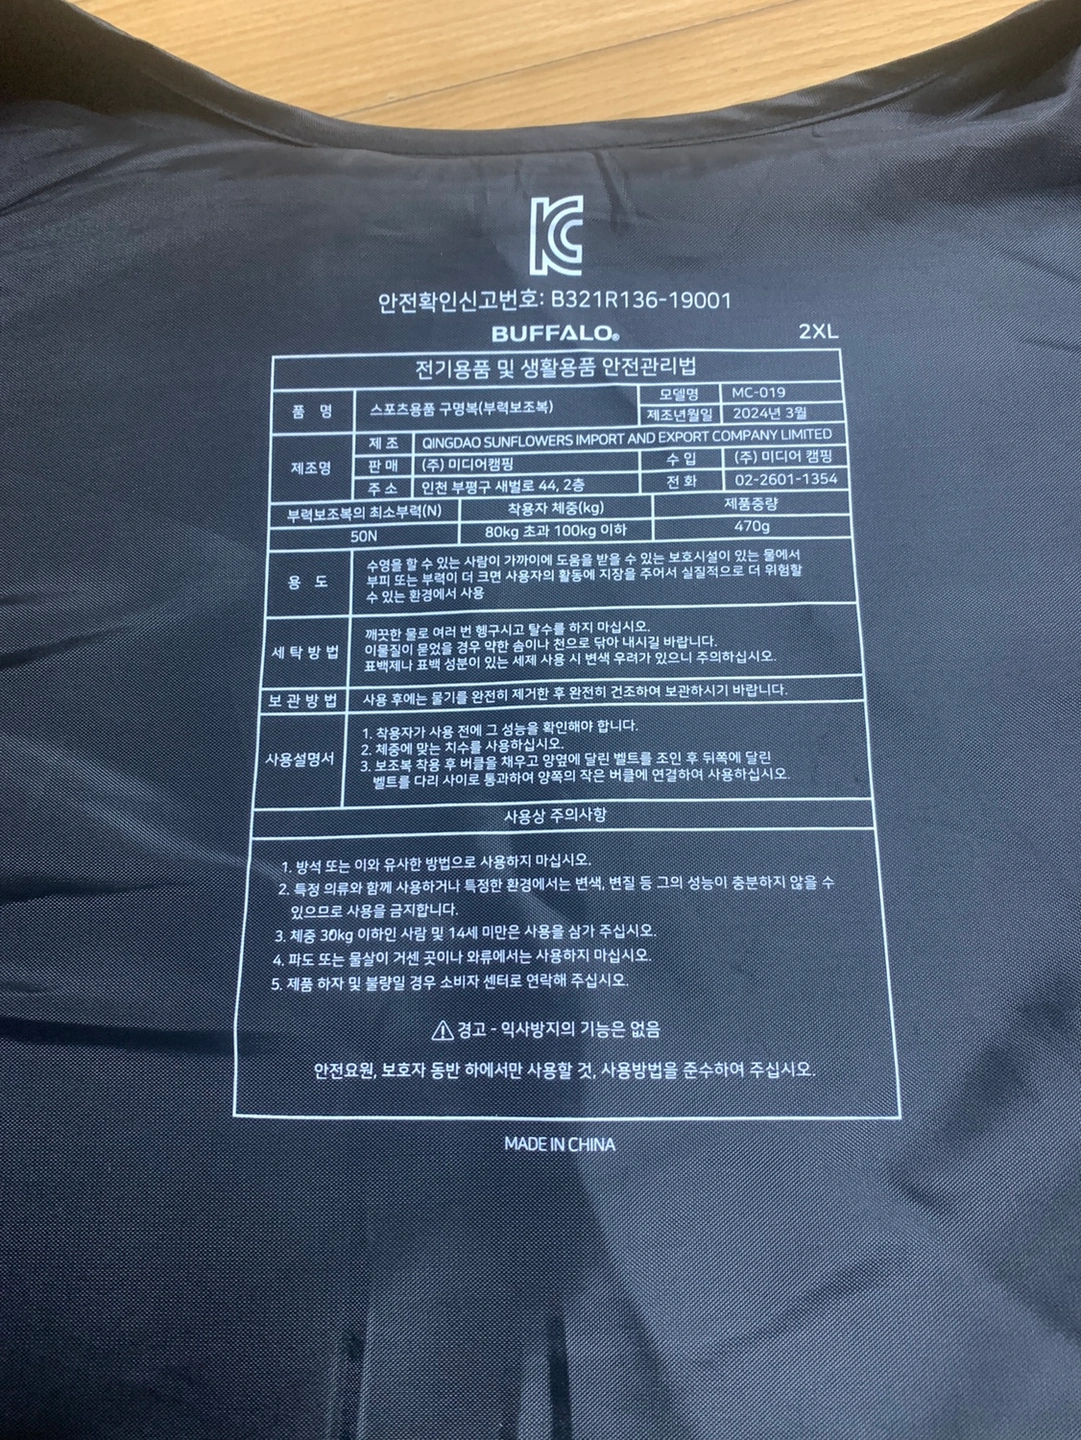 KC
안전확인신고번호: B321R136-19001
BUFFALO® 2XL
전기용품 및 생활용품 안전관리법
품 명 스포츠용품 구명복(부력보조복) 모델명 MC-019
제조년월일 2024년 3월
제조명 제 조 QINGDAO SUNFLOWERS IMPORT AND EXPORT COMPANY LIMITED
판 매 (주) 미디어캠핑 수 입 (주) 미디어 캠핑
주 소 인천 부평구 새벌로 44, 2층 전 화 02-2601-1354
부력보조복의 최소부력(N) 착용자 체중(kg) 제품중량
50N 80kg 초과 100kg 이하 470g
용 도 수영을 할 수 있는 사람이 가까이에 도움을 받을 수 있는 보호시설이 있는 물에서
부피 또는 부력이 더 크면 사용자의 활동에 지장을 주어서 실질적으로 더 위험할
수 있는 환경에서 사용
세 탁 방 법 깨끗한 물로 여러 번 헹구시고 탈수를 하지 마십시오.
이물질이 묻었을 경우 약한 솜이나 천으로 닦아 내시길 바랍니다.
표백제나 표백 성분이 있는 세제 사용 시 변색 우려가 있으니 주의하십시오.
보 관 방 법 사용 후에는 물기를 완전히 제거한 후 완전히 건조하여 보관하시기 바랍니다.
사용설명서 1. 착용자가 사용 전에 그 성능을 확인해야 합니다.
2. 체중에 맞는 치수를 사용하십시오.
3. 보조복 착용 후 버클을 채우고 양옆에 달린 벨트를 조인 후 뒤쪽에 달린
벨트를 다리 사이로 통과하여 양쪽의 작은 버클에 연결하여 사용하십시오.
사용상 주의사항
1. 방석 또는 이와 유사한 방법으로 사용하지 마십시오.
2. 특정 의류와 함께 사용하거나 특정한 환경에서는 변색, 변질 등 그의 성능이 충분하지 않을 수
있으므로 사용을 금지합니다.
3. 체중 30kg 이하인 사람 및 14세 미만은 사용을 삼가 주십시오.
4. 파도 또는 물살이 거센 곳이나 와류에서는 사용하지 마십시오.
5. 제품 하자 및 불량일 경우 소비자 센터로 연락해 주십시오.
⚠경고 - 익사방지의 기능은 없음
안전요원, 보호자 동반 하에서만 사용할 것, 사용방법을 준수하여 주십시오.
MADE IN CHINA